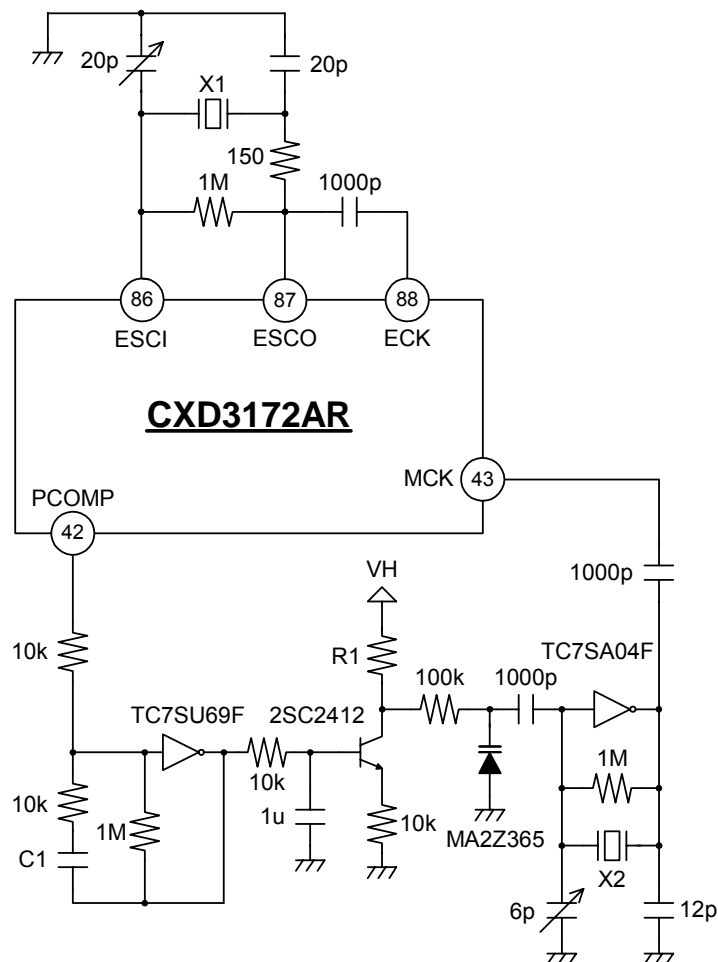 20p
20p
X1
150
1M
1000p
86
87
88
ESCI
ESCO
ECK
CXD3172AR
MCK
43
PCOMP
42
1000p
VH
10k
R1
TC7SA04F
100k
1000p
TC7SU69F
2SC2412
10k
1M
10k
1M
1u
10k
MA2Z365
C1
X2
6p
12p